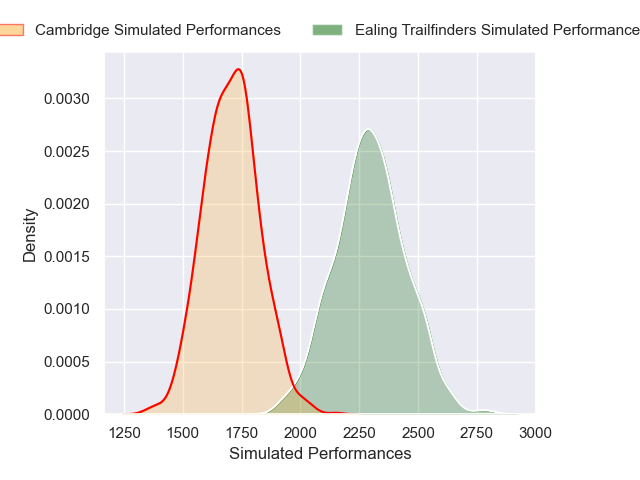 Cambridge Simulated Performances
Ealing Trailfinders Simulated Performance
0.0030
0.0025
0.0020
0.0015
0.0010
0.0005
0.0000
Density
1250 1500 1750 2000 2250 2500 2750 3000
Simulated Performances